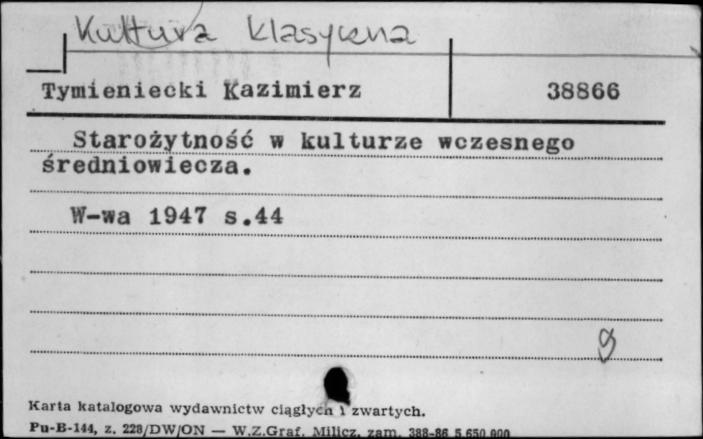 Kultura klasyczna
Tymieniecki Kazimierz 38866
Starożytność w kulturze wczesnego
średniowiecza.
W-wa 1947 s.44
Karta katalogowa wydawnictw ciągłych i zwartych.
Pu-B-144, z. 228/DW/ON — W.Z.Graf. Milicz, zam. 388-86 5.650.000